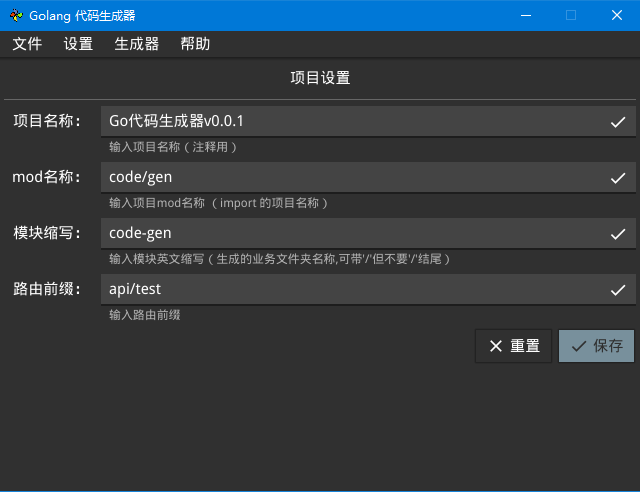 Golang 代码生成器
文件 设置 生成器 帮助
项目设置
项目名称： Go代码生成器v0.0.1
输入项目名称（注释用）
mod名称： code/gen
输入项目mod名称 （import 的项目名称）
模块缩写： code-gen
输入模块英文缩写（生成的业务文件夹名称,可带'/'但不要'/'结尾）
路由前缀： api/test
输入路由前缀
重置 保存